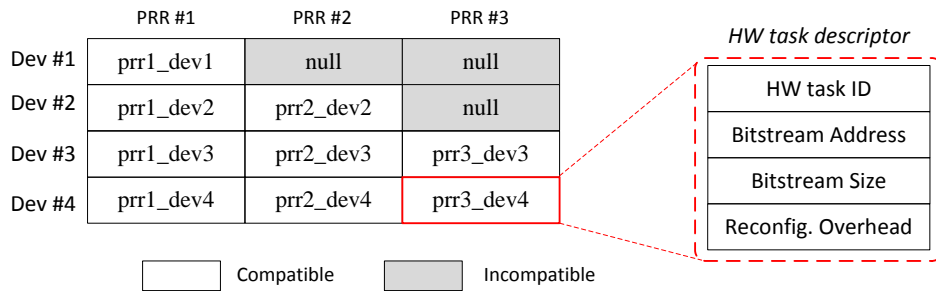 PRR #1 PRR #2 PRR #3
HW task descriptor
Dev #1 prr1_dev1 null null
HW task ID
Dev #2 prr1_dev2 prr2_dev2 null
Bitstream Address
Dev #3 prr1_dev3 prr2_dev3 prr3_dev3
Bitstream Size
Dev #4 prr1_dev4 prr2_dev4 prr3_dev4
Reconfig. Overhead
Compatible Incompatible